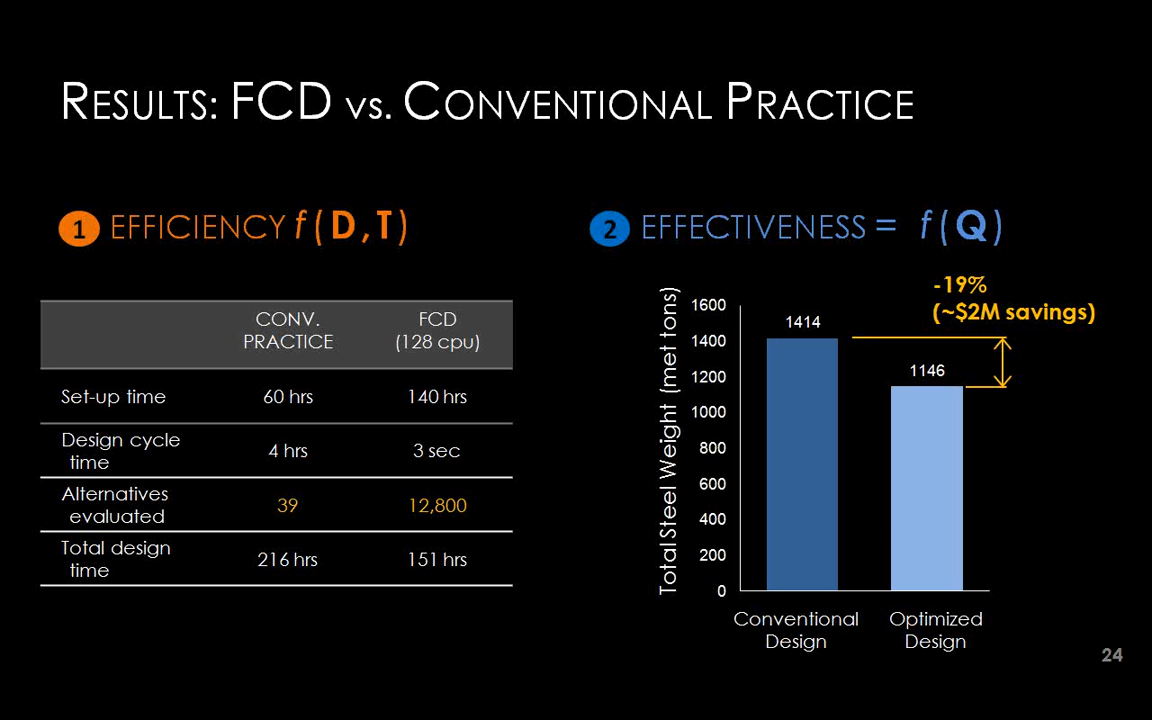 RESULTS: FCD VS. CONVENTIONAL PRACTICE
1 EFFICIENCY f ( D , T )
2 EFFECTIVENESS = f ( Q )
CONV. PRACTICE FCD (128 cpu)
Set-up time 60 hrs 140 hrs
Design cycle time 4 hrs 3 sec
Alternatives evaluated 39 12,800
Total design time 216 hrs 151 hrs
-19%
(~$2M savings)
Total Steel Weight (met tons)
1600
1400
1200
1000
800
600
400
200
0
1414
1146
Conventional Design
Optimized Design
24